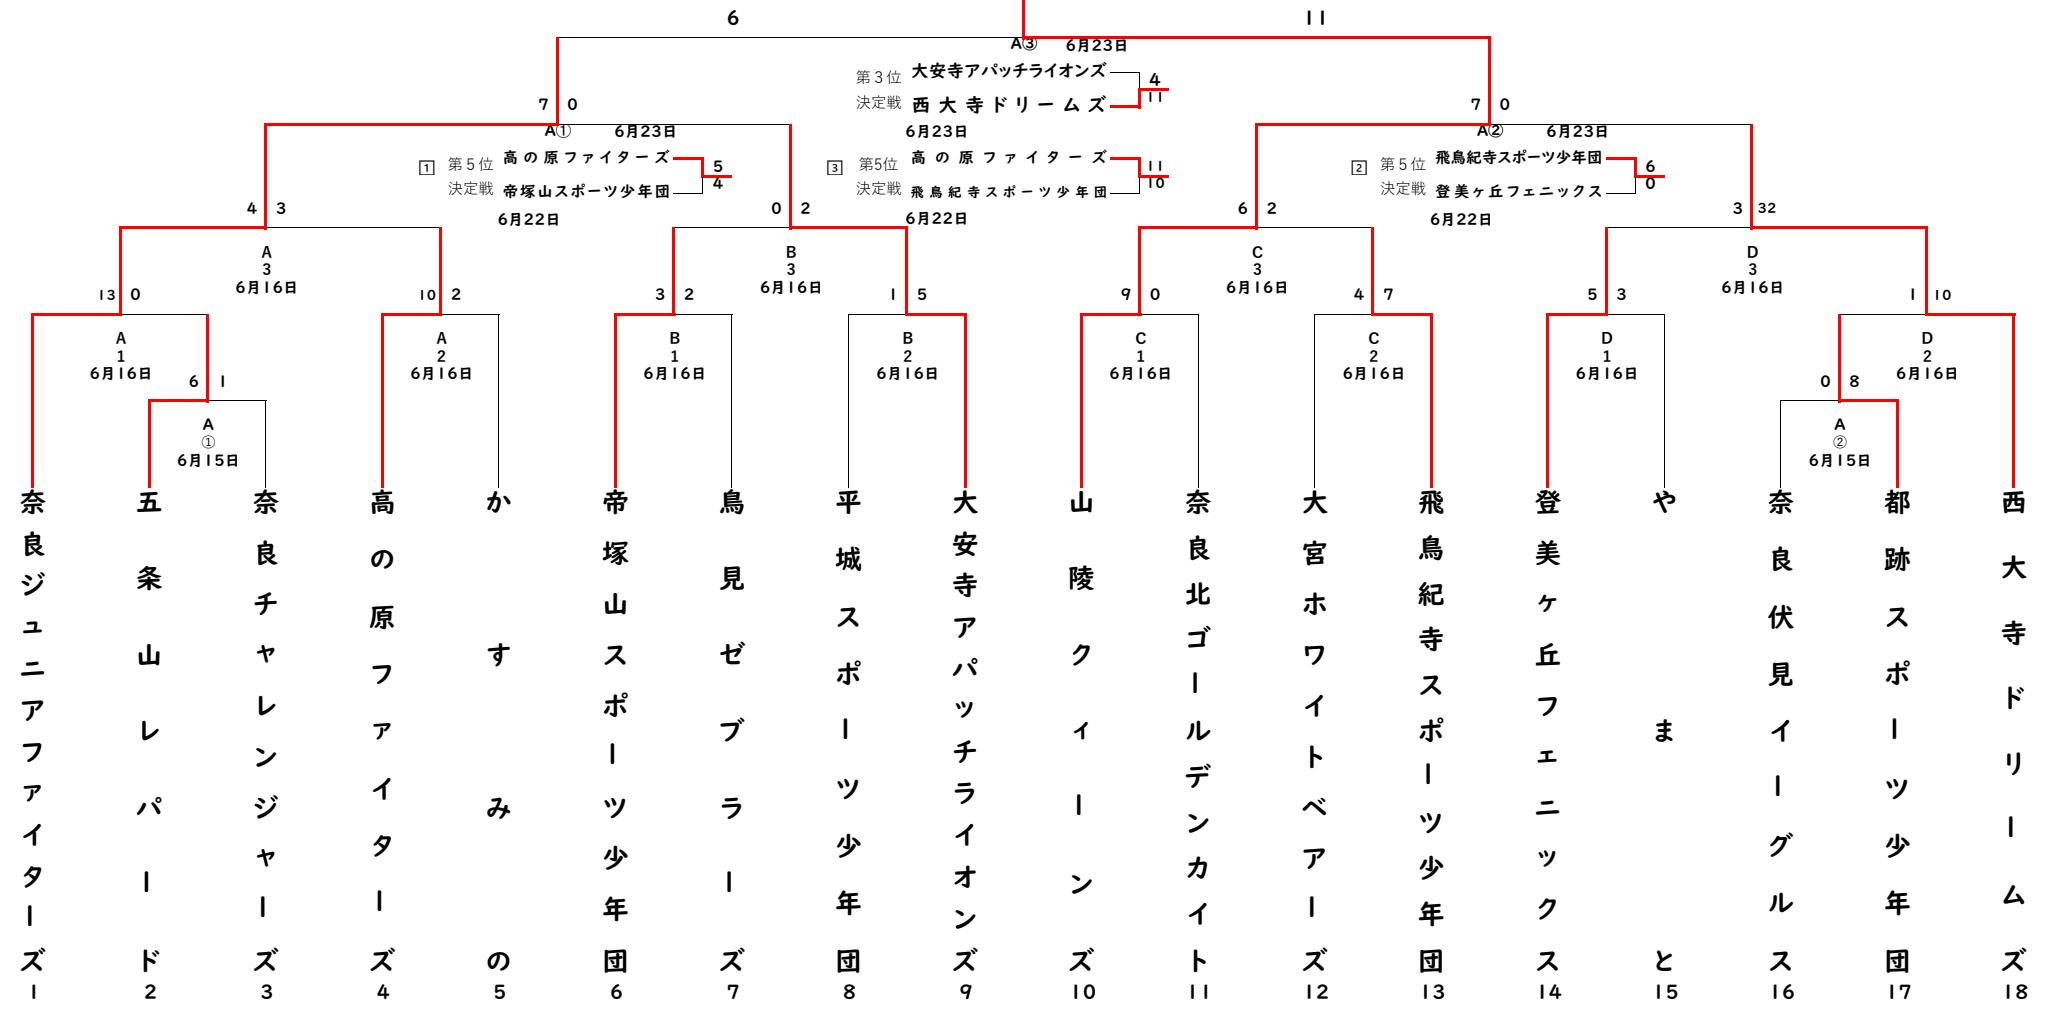 6 11
A③ 6月23日
第3位 大安寺アパッチライオンズ 4
決定戦 西大寺ドリームズ 11
6月23日
7 0
A① 6月23日
7 0
A② 6月23日
1 第5位 高の原ファイターズ 5
決定戦 帝塚山スポーツ少年団 4
6月22日
3 第5位 高の原ファイターズ 11
決定戦 飛鳥紀寺スポーツ少年団 10
6月22日
2 第5位 飛鳥紀寺スポーツ少年団 6
決定戦 登美ヶ丘フェニックス 0
6月22日
4 3
A
3
6月16日
0 2
B
3
6月16日
6 2
C
3
6月16日
3 32
D
3
6月16日
13 0
A
1
6月16日
10 2
A
2
6月16日
3 2
B
1
6月16日
1 5
B
2
6月16日
9 0
C
1
6月16日
4 7
C
2
6月16日
5 3
D
1
6月16日
1 10
D
2
6月16日
6 1
A
①
6月15日
0 8
A
②
6月15日
奈良ジュニアファイターズ
1
五条山レパード
2
奈良チャレンジャーズ
3
高の原ファイターズ
4
かすみの
5
帝塚山スポーツ少年団
6
鳥見ゼブラーズ
7
平城スポーツ少年団
8
大安寺アパッチライオンズ
9
山陵クィーンズ
10
奈良北ゴールデンカイト
11
大宮ホワイトベアーズ
12
飛鳥紀寺スポーツ少年団
13
登美ヶ丘フェニックス
14
やまと
15
奈良伏見イーグルス
16
都跡スポーツ少年団
17
西大寺ドリームズ
18